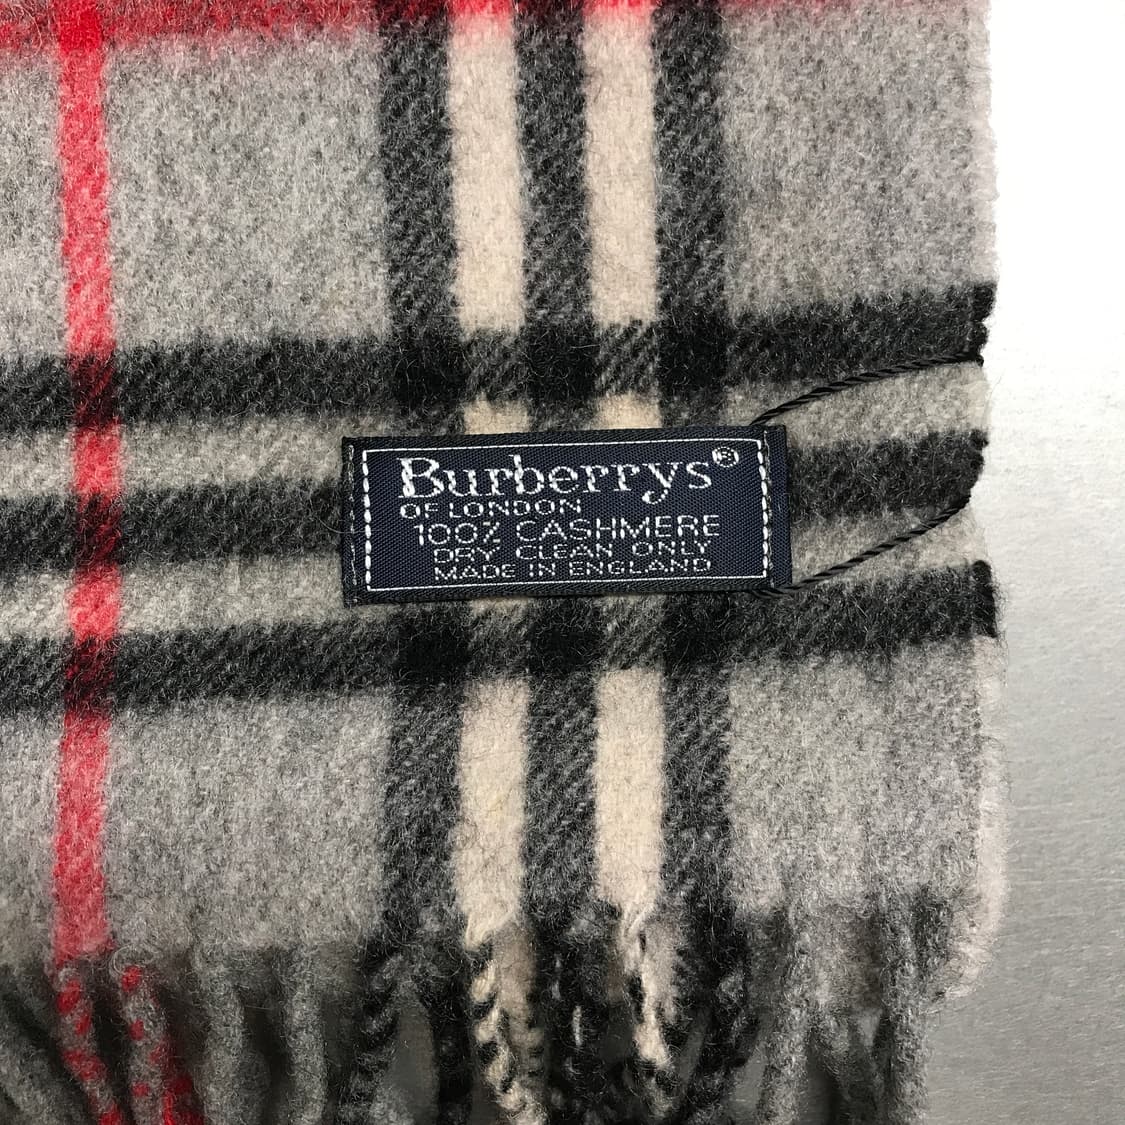 Burberrys®
OF LONDON
100% CASHMERE
DRY CLEAN ONLY
MADE IN ENGLAND